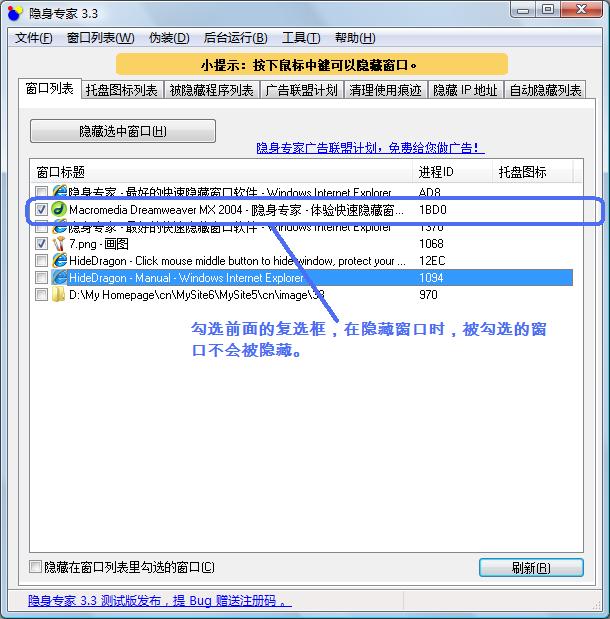 隐身专家 3.3
文件(F) 窗口列表(W) 伪装(D) 后台运行(B) 工具(T) 帮助(H)
小提示：按下鼠标中键可以隐藏窗口。
窗口列表 托盘图标列表 被隐藏程序列表 广告联盟计划 清理使用痕迹 隐藏 IP 地址 自动隐藏列表
隐藏选中窗口(H)
隐身专家广告联盟计划，免费给您做广告！
窗口标题 进程ID 托盘图标
隐身专家 - 最好的快速隐藏窗口软件 - Windows Internet Explorer AD8
Macromedia Dreamweaver MX 2004 - [隐身专家 - 体验快速隐藏窗... 1BD0
隐身专家 - 最好的快速隐藏窗口软件 - Windows Internet Explorer 1370
7.png - 画图 1068
HideDragon - Click mouse middle button to hide window, protect your ... 12EC
HideDragon - Manual - Windows Internet Explorer 1094
D:\My Homepage\cn\MySite6\MySite5\cn\image\33 970
勾选前面的复选框，在隐藏窗口时，被勾选的窗
口不会被隐藏。
隐藏在窗口列表里勾选的窗口(C)
刷新(R)
隐身专家 3.3 测试版发布，提 Bug 赠送注册码 。